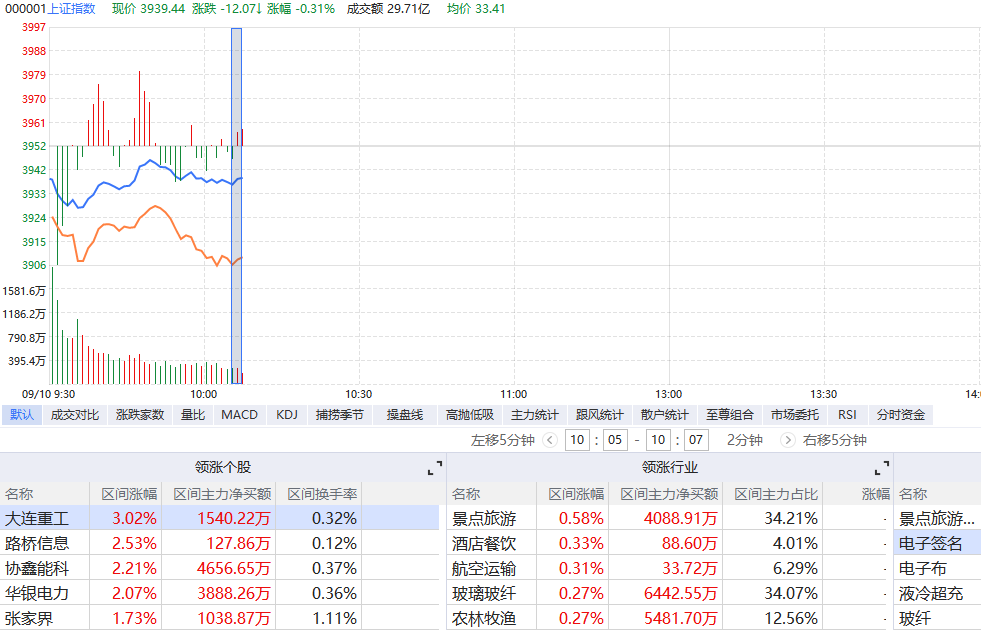 000001上证指数 现价 3939.44 涨跌 -12.07↓ 涨幅 -0.31% 成交额 29.71亿 均价 33.41
3997
3988
3979
3970
3961
3952
3942
3933
3924
3915
3906
1581.6万
1186.2万
790.8万
395.4万
09/10 9:30 10:00 10:30 11:00 13:00 13:30 14:
默认 成交对比 涨跌家数 量比 MACD KDJ 捕捞季节 操盘线 高抛低吸 主力统计 跟风统计 散户统计 至尊组合 市场委托 RSI 分时资金
左移5分钟 10 : 05 - 10 : 07 2分钟 右移5分钟
领涨个股 领涨行业
名称 区间涨幅 区间主力净买额 区间换手率 名称 区间涨幅 区间主力净买额 区间主力占比 涨幅 名称
大连重工 3.02% 1540.22万 0.32% 景点旅游 0.58% 4088.91万 34.21% - 景点旅游...
路桥信息 2.53% 127.86万 0.12% 酒店餐饮 0.33% 88.60万 4.01% - 电子签名
协鑫能科 2.21% 4656.65万 0.37% 航空运输 0.31% 33.72万 6.29% - 电子布
华银电力 2.07% 3888.26万 0.36% 玻璃玻纤 0.27% 6442.55万 34.07% - 液冷超充
张家界 1.73% 1038.87万 1.11% 农林牧渔 0.27% 5481.70万 12.56% - 玻纤